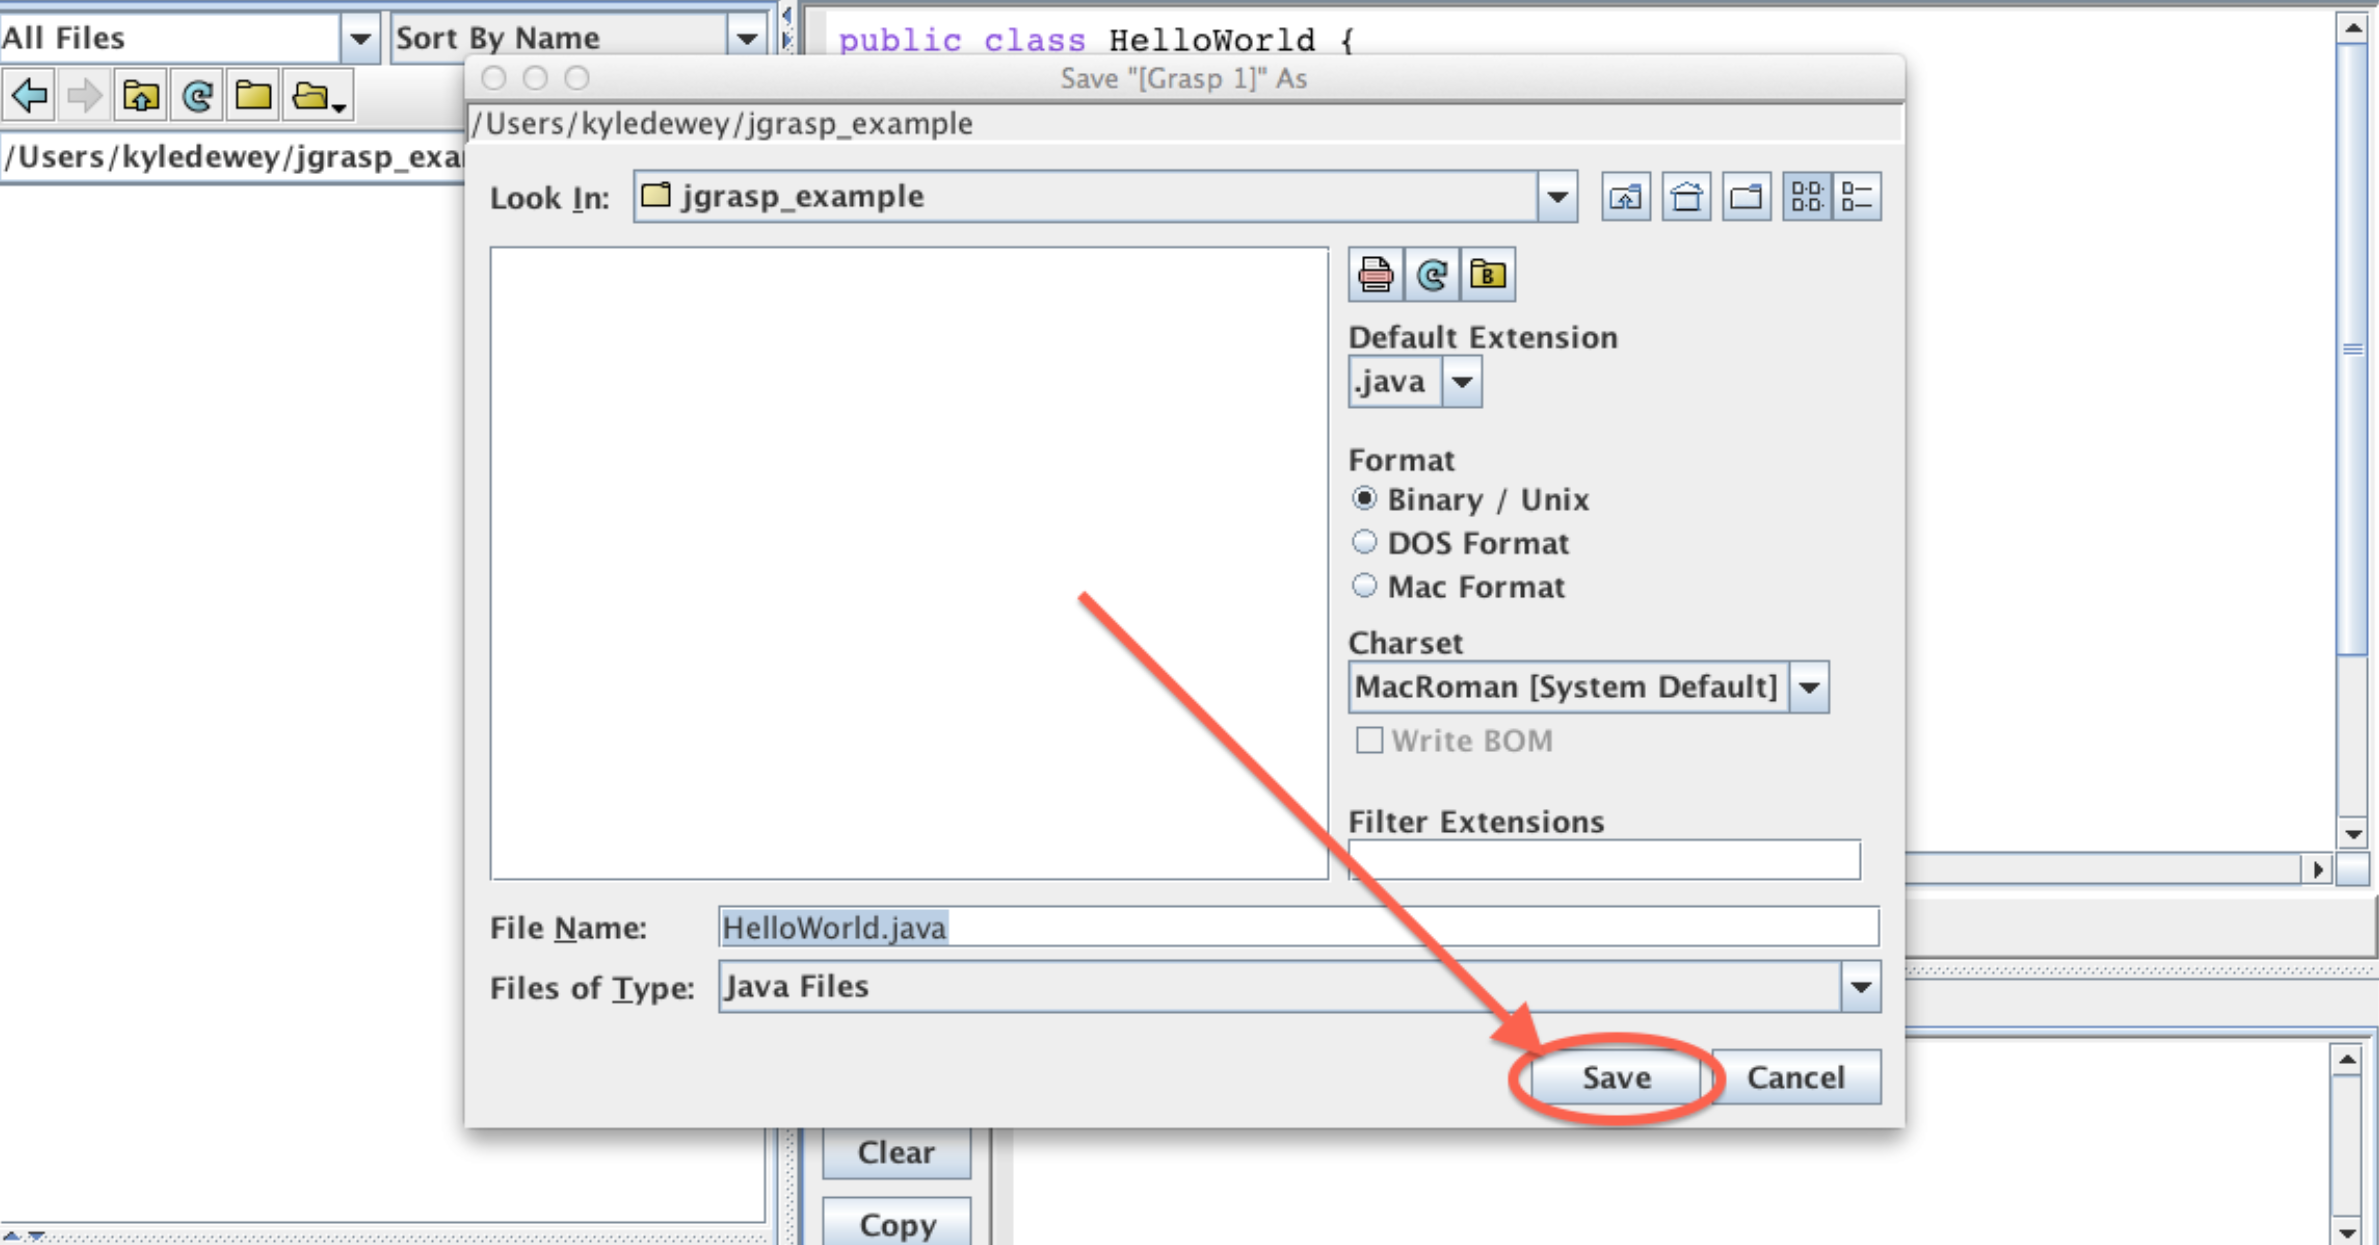 All Files
Sort By Name
public class HelloWorld {
Save "[Grasp 1]" As
/Users/kyledewey/jgrasp_example
/Users/kyledewey/jgrasp_exa
Look In:
jgrasp_example
B
Default Extension
.java
Format
Binary / Unix
DOS Format
Mac Format
Charset
MacRoman [System Default]
Write BOM
Filter Extensions
File Name:
HelloWorld.java
Files of Type:
Java Files
Save
Cancel
Clear
Copy